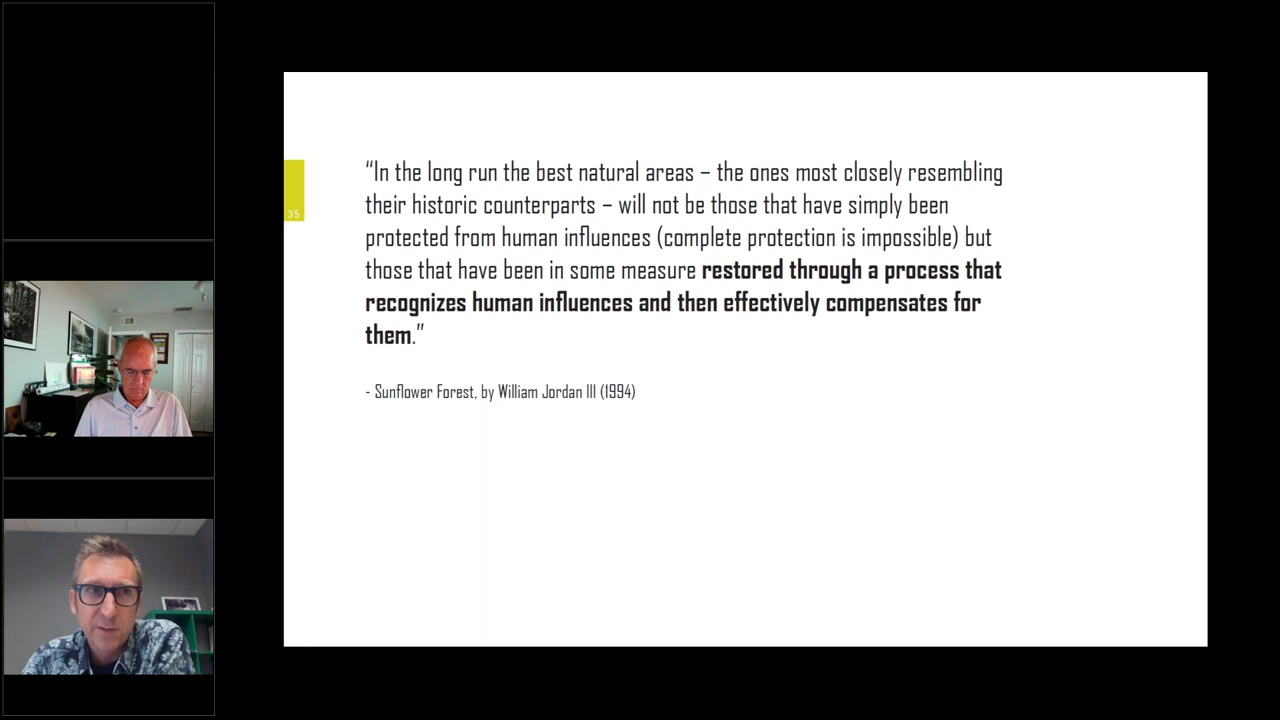 “In the long run the best natural areas – the ones most closely resembling
their historic counterparts – will not be those that have simply been
protected from human influences (complete protection is impossible) but
those that have been in some measure restored through a process that
recognizes human influences and then effectively compensates for
them.”
35
- Sunflower Forest, by William Jordan III (1994)